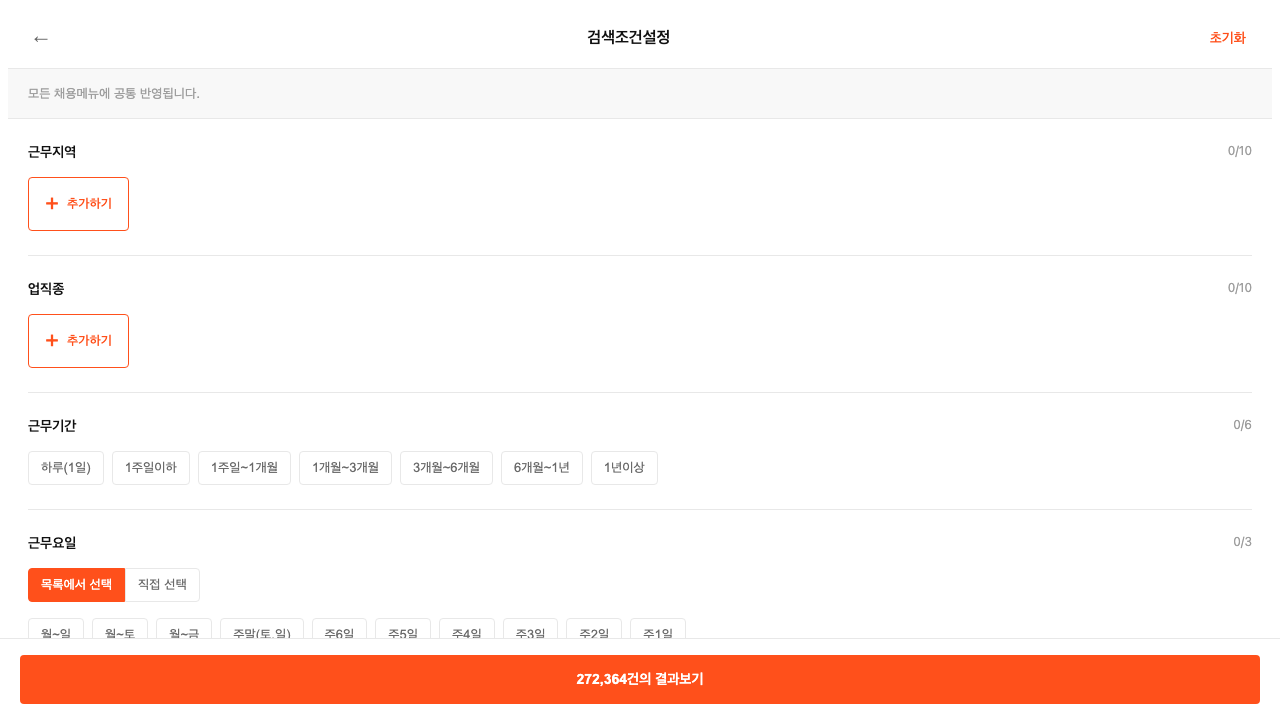 ← 검색조건설정 초기화
모든 채용메뉴에 공통 반영됩니다.
근무지역 0/10
+ 추가하기
업직종 0/10
+ 추가하기
근무기간 0/6
하루(1일) 1주일이하 1주일~1개월 1개월~3개월 3개월~6개월 6개월~1년 1년이상
근무요일 0/3
목록에서 선택 직접 선택
월~일 월~토 월~금 주말(토,일) 주6일 주5일 주4일 주3일 주2일 주1일
272,364건의 결과보기